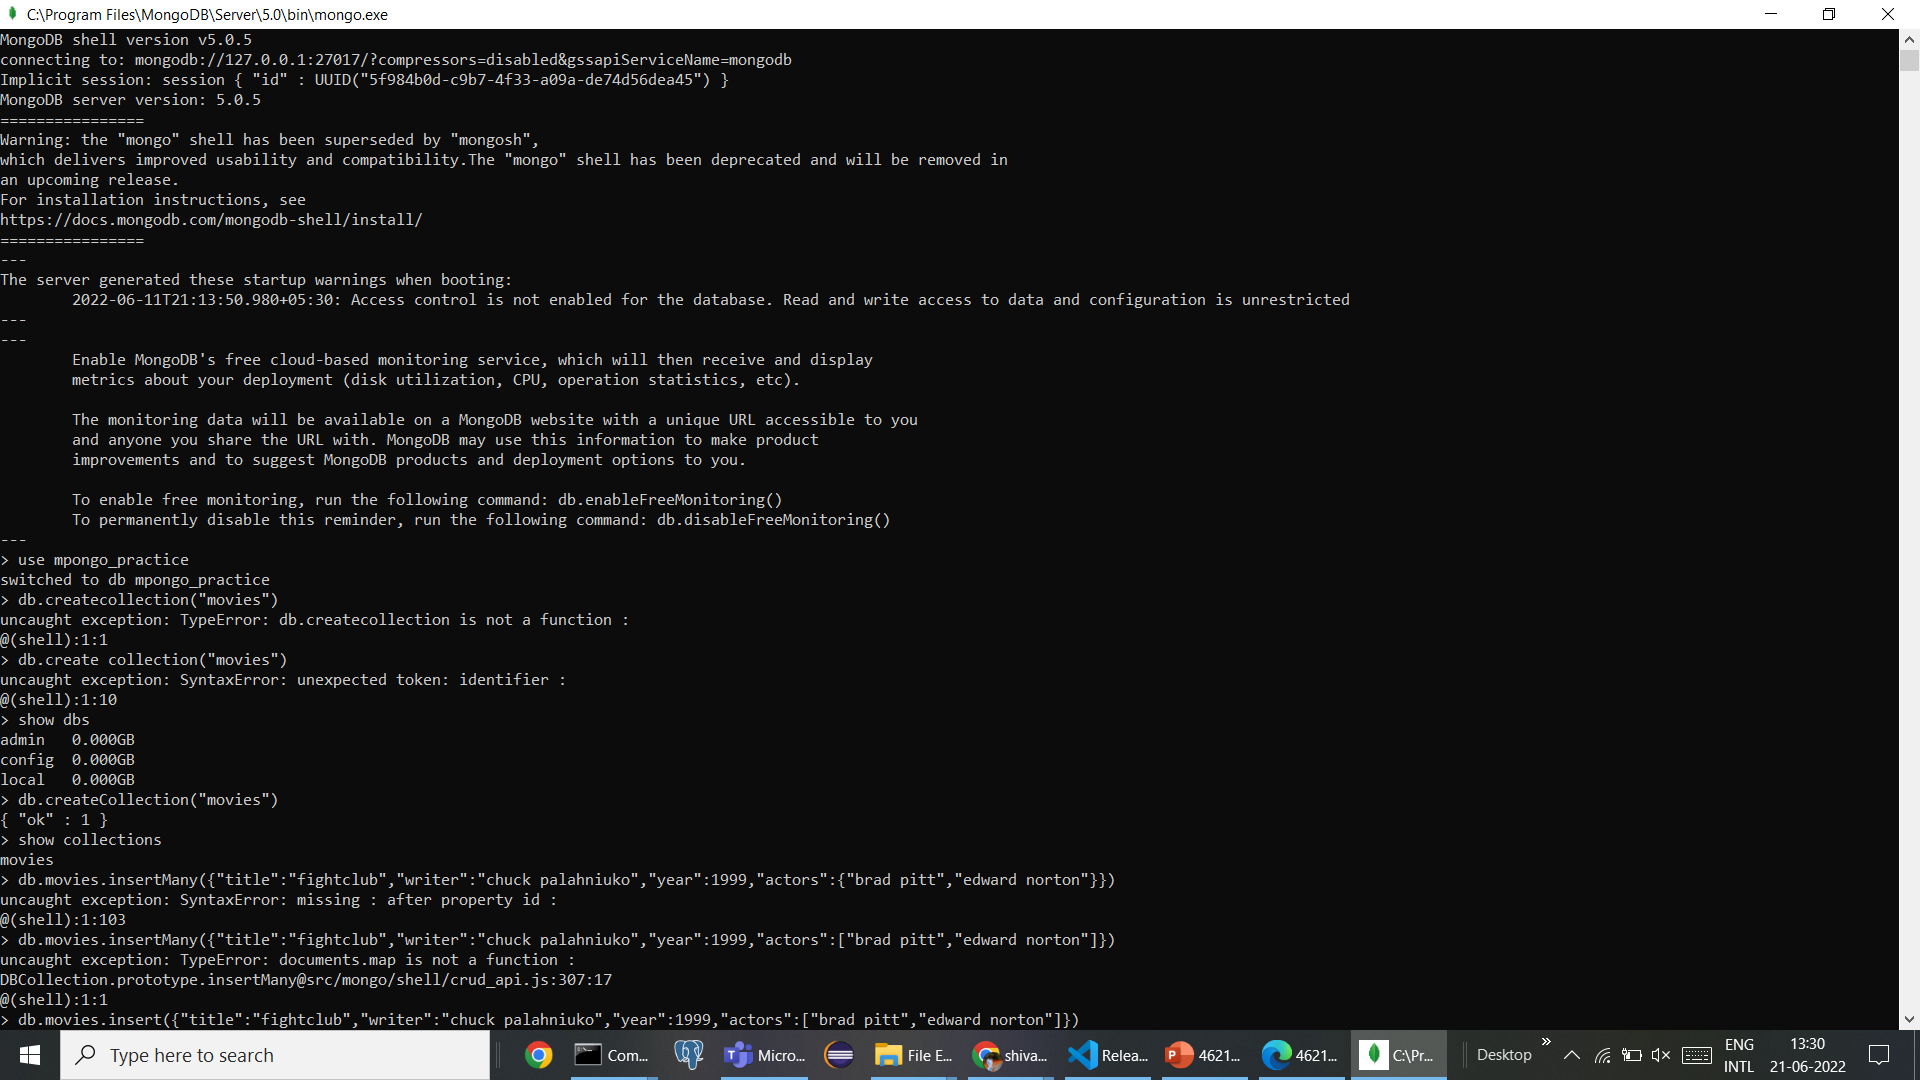 C:\Program Files\MongoDB\Server\5.0\bin\mongo.exe
MongoDB shell version v5.0.5
connecting to: mongodb://127.0.0.1:27017/?compressors=disabled&gssapiServiceName=mongodb
Implicit session: session { "id" : UUID("5f984b0d-c9b7-4f33-a09a-de74d56dea45") }
MongoDB server version: 5.0.5
================
Warning: the "mongo" shell has been superseded by "mongosh",
which delivers improved usability and compatibility.The "mongo" shell has been deprecated and will be removed in
an upcoming release.
For installation instructions, see
https://docs.mongodb.com/mongodb-shell/install/
================
---
The server generated these startup warnings when booting:
        2022-06-11T21:13:50.980+05:30: Access control is not enabled for the database. Read and write access to data and configuration is unrestricted
---
---
        Enable MongoDB's free cloud-based monitoring service, which will then receive and display
        metrics about your deployment (disk utilization, CPU, operation statistics, etc).
        The monitoring data will be available on a MongoDB website with a unique URL accessible to you
        and anyone you share the URL with. MongoDB may use this information to make product
        improvements and to suggest MongoDB products and deployment options to you.
        To enable free monitoring, run the following command: db.enableFreeMonitoring()
        To permanently disable this reminder, run the following command: db.disableFreeMonitoring()
---
> use mpongo_practice
switched to db mpongo_practice
> db.createcollection("movies")
uncaught exception: TypeError: db.createcollection is not a function :
@(shell):1:1
> db.create collection("movies")
uncaught exception: SyntaxError: unexpected token: identifier :
@(shell):1:10
> show dbs
admin   0.000GB
config  0.000GB
local   0.000GB
> db.createCollection("movies")
{ "ok" : 1 }
> show collections
movies
> db.movies.insertMany({"title":"fightclub","writer":"chuck palahniuko","year":1999,"actors":{"brad pitt","edward norton"}})
uncaught exception: SyntaxError: missing : after property id :
@(shell):1:103
> db.movies.insertMany({"title":"fightclub","writer":"chuck palahniuko","year":1999,"actors":["brad pitt","edward norton"]})
uncaught exception: TypeError: documents.map is not a function :
DBCollection.prototype.insertMany@src/mongo/shell/crud_api.js:307:17
@(shell):1:1
> db.movies.insert({"title":"fightclub","writer":"chuck palahniuko","year":1999,"actors":["brad pitt","edward norton"]})
Type here to search
Com...
Micro...
File E...
shiva...
Relea...
4621...
4621...
C:\Pr...
Desktop
ENG
INTL
13:30
21-06-2022